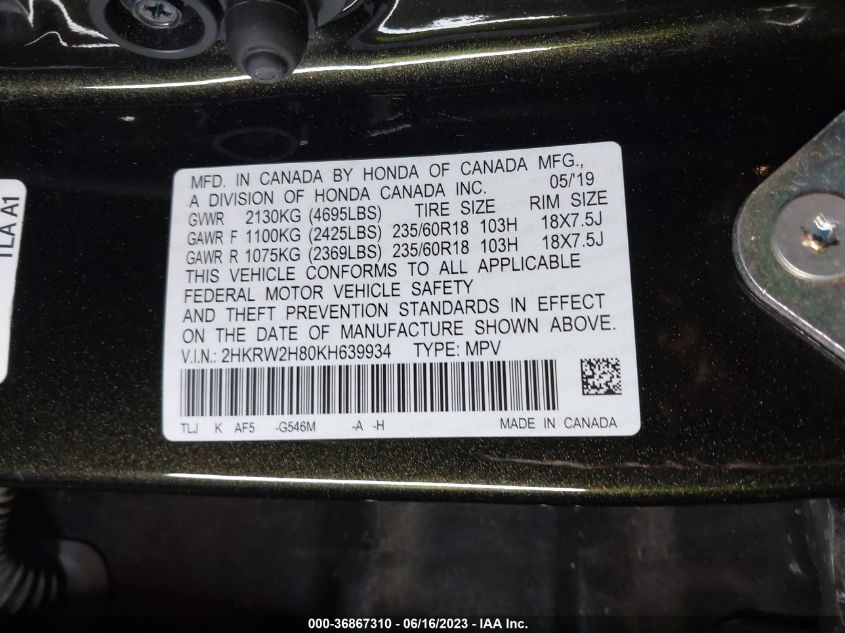 TLA A1
MFD. IN CANADA BY HONDA OF CANADA MFG.,
A DIVISION OF HONDA CANADA INC. 05/'19
GVWR 2130KG (4695LBS) TIRE SIZE RIM SIZE
GAWR F 1100KG (2425LBS) 235/60R18 103H 18X7.5J
GAWR R 1075KG (2369LBS) 235/60R18 103H 18X7.5J
THIS VEHICLE CONFORMS TO ALL APPLICABLE
FEDERAL MOTOR VEHICLE SAFETY
AND THEFT PREVENTION STANDARDS IN EFFECT
ON THE DATE OF MANUFACTURE SHOWN ABOVE.
V.I.N.: 2HKRW2H80KH639934 TYPE: MPV
TLJ K AF5 -G546M -A -H MADE IN CANADA
000-36867310 - 06/16/2023 - IAA Inc.